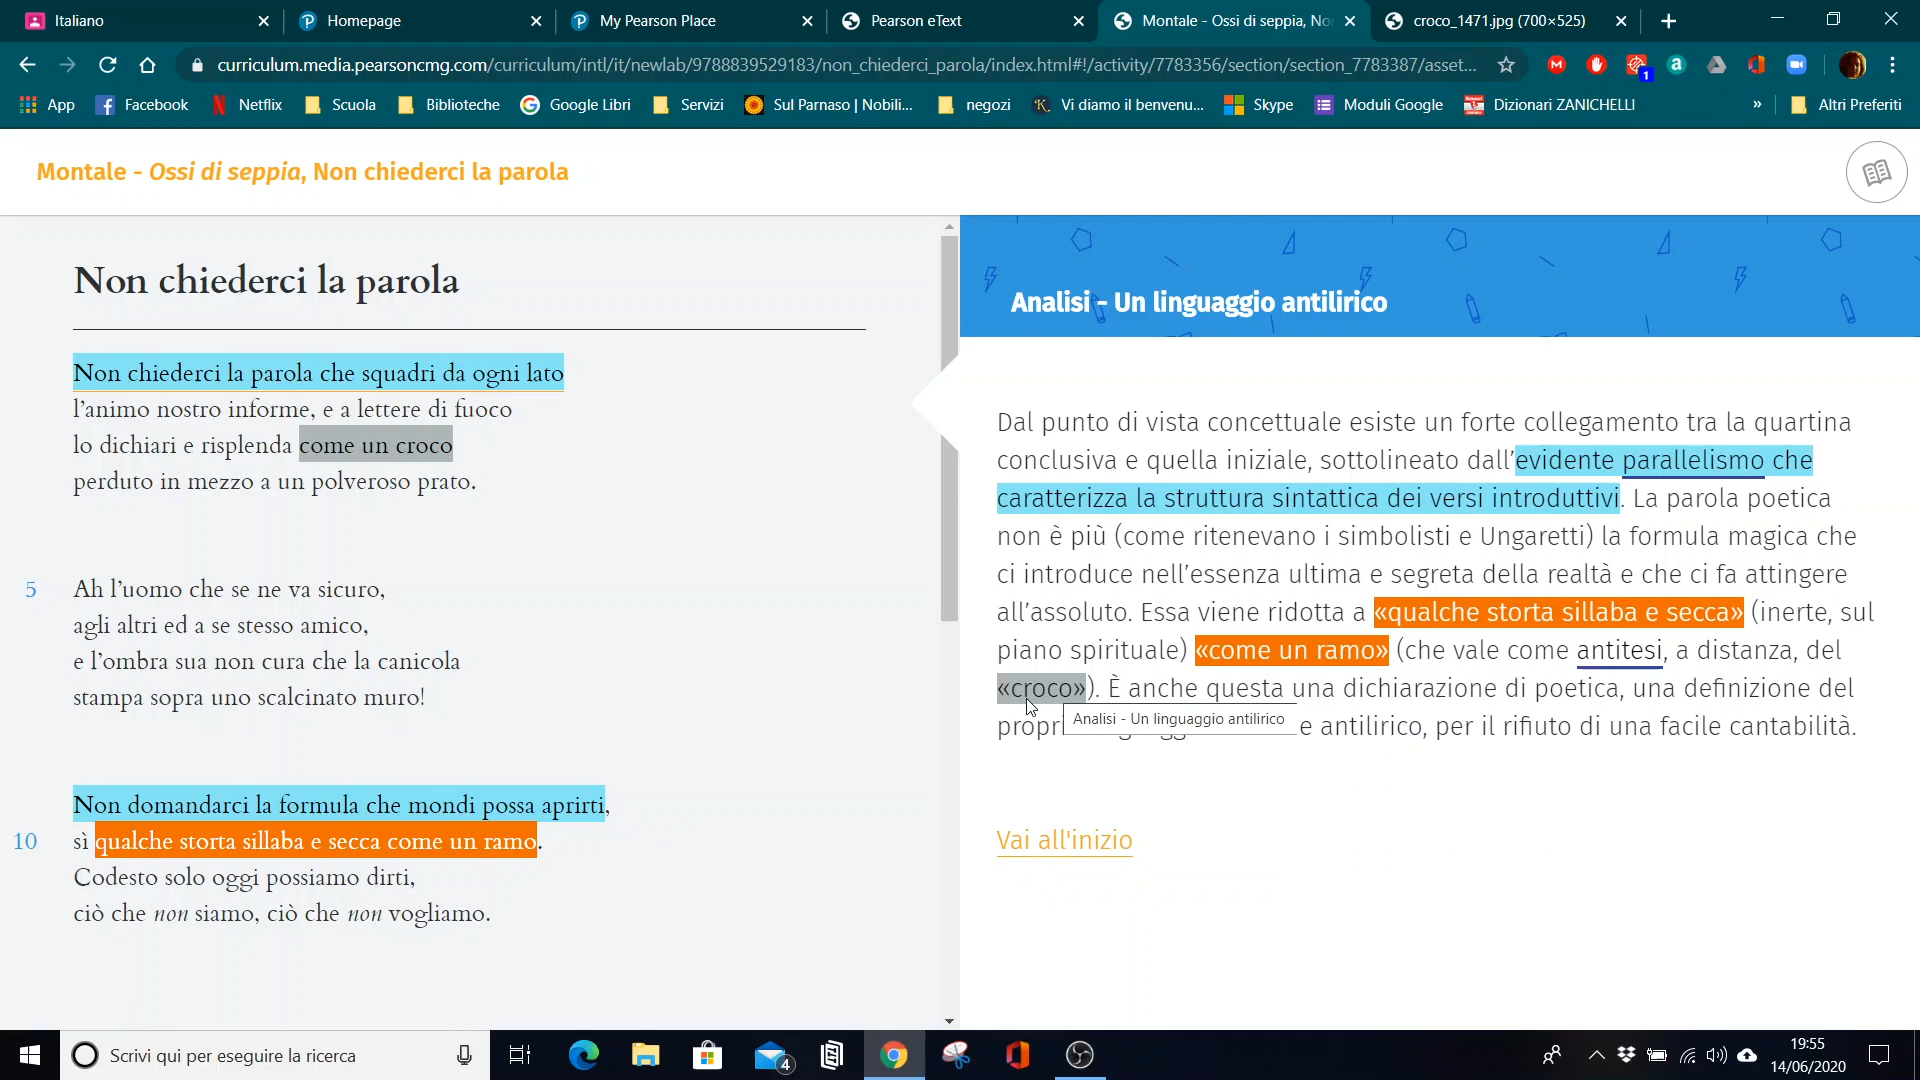 Italiano
Homepage
My Pearson Place
Pearson eText
Montale - Ossi di seppia, No
croco_1471.jpg (700×525)
curriculum.media.pearsoncmg.com/curriculum/intl/it/newlab/9788839529183/non_chiederci_parola/index.html#!/activity/7783356/section/section_7783387/asset...
App
Facebook
Netflix
Scuola
Biblioteche
Google Libri
Servizi
Sul Parnaso | Nobili...
negozi
Vi diamo il benvenu...
Skype
Moduli Google
Dizionari ZANICHELLI
»
Altri Preferiti
Montale - Ossi di seppia, Non chiederci la parola
Non chiederci la parola
Non chiederci la parola che squadri da ogni lato
l’animo nostro informe, e a lettere di fuoco
lo dichiari e risplenda come un croco
perduto in mezzo a un polveroso prato.
5 Ah l’uomo che se ne va sicuro,
agli altri ed a se stesso amico,
e l’ombra sua non cura che la canicola
stampa sopra uno scalcinato muro!
Non domandarci la formula che mondi possa aprirti,
10 sì qualche storta sillaba e secca come un ramo.
Codesto solo oggi possiamo dirti,
ciò che non siamo, ciò che non vogliamo.
Analisi - Un linguaggio antilirico
Dal punto di vista concettuale esiste un forte collegamento tra la quartina
conclusiva e quella iniziale, sottolineato dall’evidente parallelismo che
caratterizza la struttura sintattica dei versi introduttivi. La parola poetica
non è più (come ritenevano i simbolisti e Ungaretti) la formula magica che
ci introduce nell’essenza ultima e segreta della realtà e che ci fa attingere
all’assoluto. Essa viene ridotta a «qualche storta sillaba e secca» (inerte, sul
piano spirituale) «come un ramo» (che vale come antitesi, a distanza, del
«croco»). È anche questa una dichiarazione di poetica, una definizione del
propri e antilirico, per il rifiuto di una facile cantabilità.
Analisi - Un linguaggio antilirico
Vai all'inizio
Scrivi qui per eseguire la ricerca
4
19:55
14/06/2020